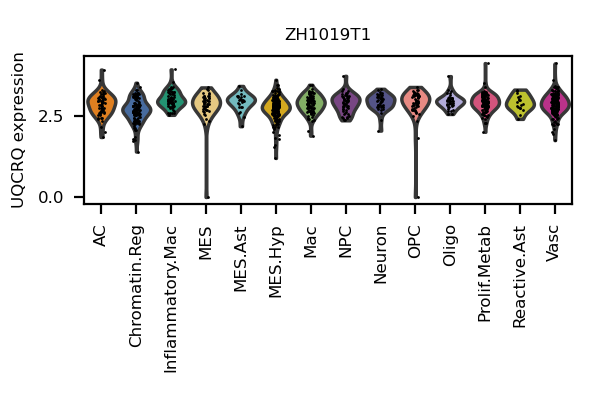 ZH1019T1
UQCRQ expression
2.5
0.0
AC
Chromatin.Reg
Inflammatory.Mac
MES
MES.Ast
MES.Hyp
Mac
NPC
Neuron
OPC
Oligo
Prolif.Metab
Reactive.Ast
Vasc